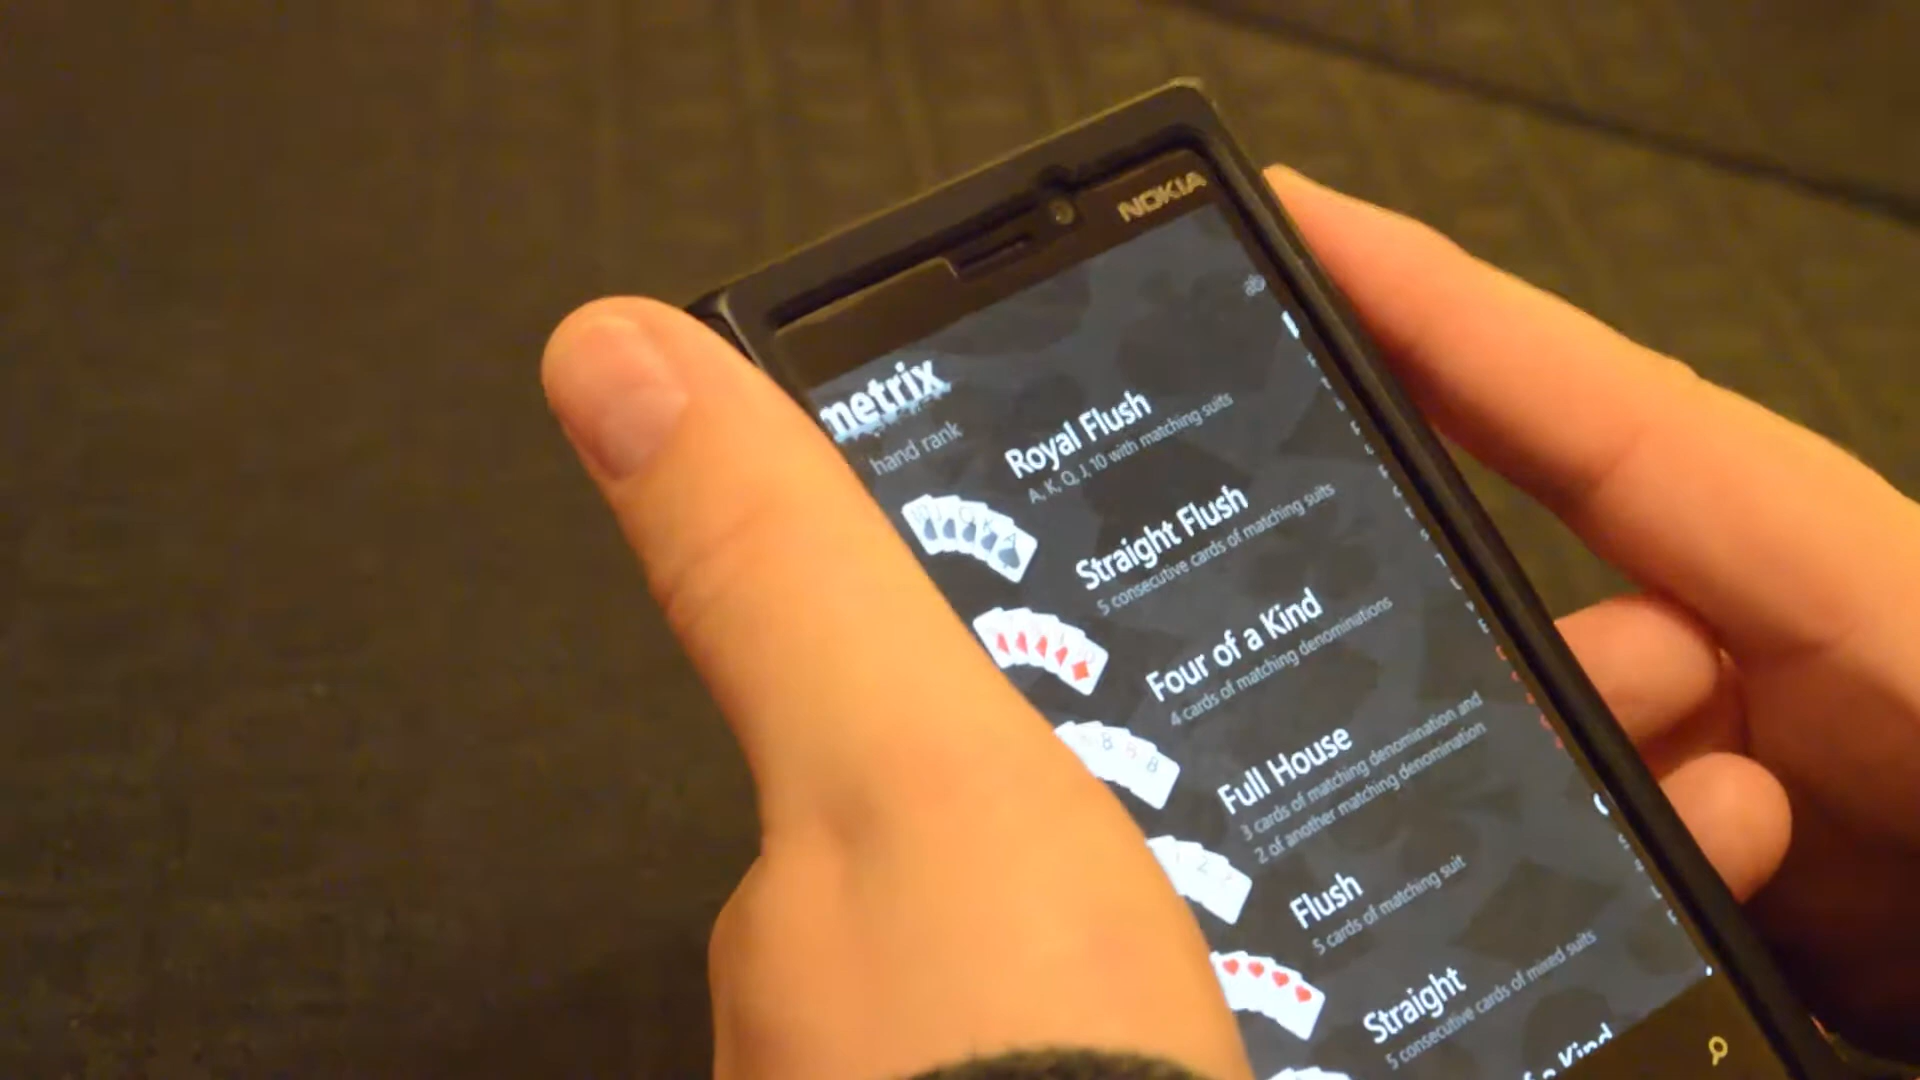 NOKIA
metrix
hand rank
Royal Flush
A, K, Q, J, 10 with matching suits
Straight Flush
5 consecutive cards of matching suits
Four of a Kind
4 cards of matching denominations
Full House
3 cards of matching denomination and
2 of another matching denomination
Flush
5 cards of matching suit
Straight
5 consecutive cards of mixed suits
Kind